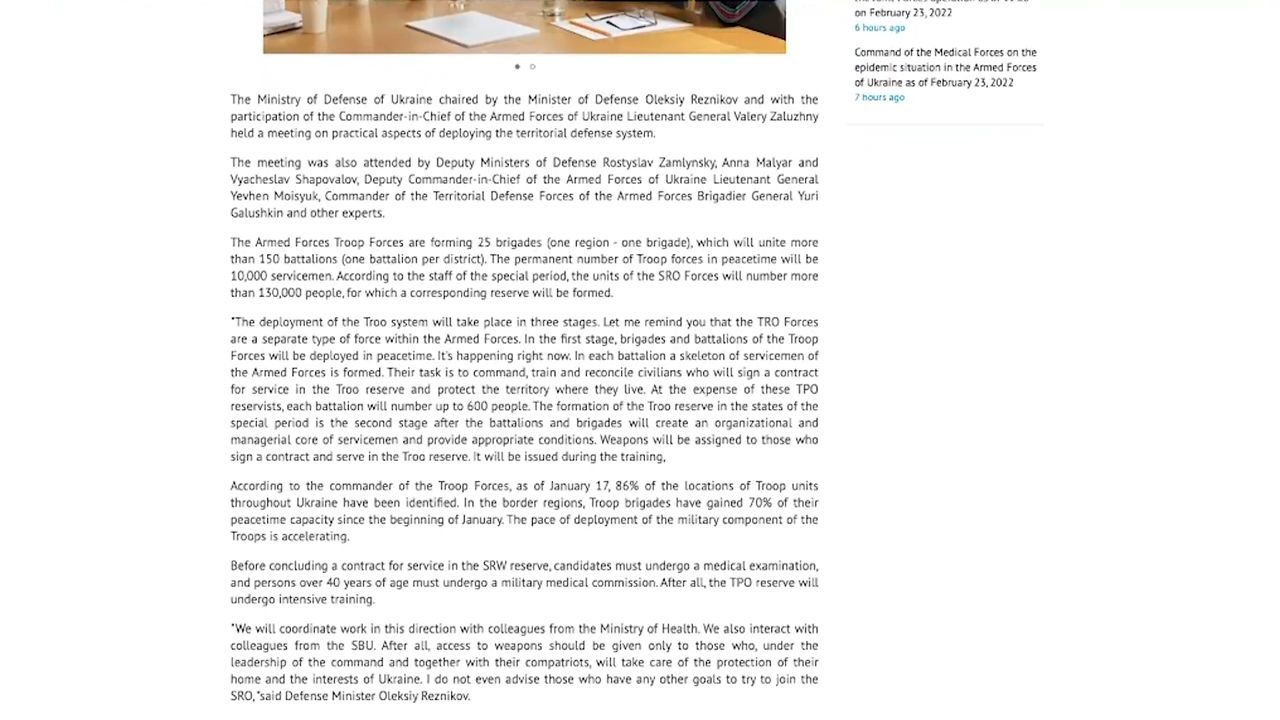 on February 23, 2022
6 hours ago
Command of the Medical Forces on the
epidemic situation in the Armed Forces
of Ukraine as of February 23, 2022
7 hours ago
The Ministry of Defense of Ukraine chaired by the Minister of Defense Oleksiy Reznikov and with the
participation of the Commander-in-Chief of the Armed Forces of Ukraine Lieutenant General Valery Zaluzhny
held a meeting on practical aspects of deploying the territorial defense system.
The meeting was also attended by Deputy Ministers of Defense Rostyslav Zamlynsky, Anna Malyar and
Vyacheslav Shapovalov, Deputy Commander-in-Chief of the Armed Forces of Ukraine Lieutenant General
Yevhen Moisyuk, Commander of the Territorial Defense Forces of the Armed Forces Brigadier General Yuri
Galushkin and other experts.
The Armed Forces Troop Forces are forming 25 brigades (one region - one brigade), which will unite more
than 150 battalions (one battalion per district). The permanent number of Troop forces in peacetime will be
10,000 servicemen. According to the staff of the special period, the units of the SRO Forces will number more
than 130,000 people, for which a corresponding reserve will be formed.
"The deployment of the Troo system will take place in three stages. Let me remind you that the TRO Forces
are a separate type of force within the Armed Forces. In the first stage, brigades and battalions of the Troop
Forces will be deployed in peacetime. It's happening right now. In each battalion a skeleton of servicemen of
the Armed Forces is formed. Their task is to command, train and reconcile civilians who will sign a contract
for service in the Troo reserve and protect the territory where they live. At the expense of these TPO
reservists, each battalion will number up to 600 people. The formation of the Troo reserve in the states of the
special period is the second stage after the battalions and brigades will create an organizational and
managerial core of servicemen and provide appropriate conditions. Weapons will be assigned to those who
sign a contract and serve in the Troo reserve. It will be issued during the training,
According to the commander of the Troop Forces, as of January 17, 86% of the locations of Troop units
throughout Ukraine have been identified. In the border regions, Troop brigades have gained 70% of their
peacetime capacity since the beginning of January. The pace of deployment of the military component of the
Troops is accelerating.
Before concluding a contract for service in the SRW reserve, candidates must undergo a medical examination,
and persons over 40 years of age must undergo a military medical commission. After all, the TPO reserve will
undergo intensive training.
"We will coordinate work in this direction with colleagues from the Ministry of Health. We also interact with
colleagues from the SBU. After all, access to weapons should be given only to those who, under the
leadership of the command and together with their compatriots, will take care of the protection of their
home and the interests of Ukraine. I do not even advise those who have any other goals to try to join the
SRO, "said Defense Minister Oleksiy Reznikov.